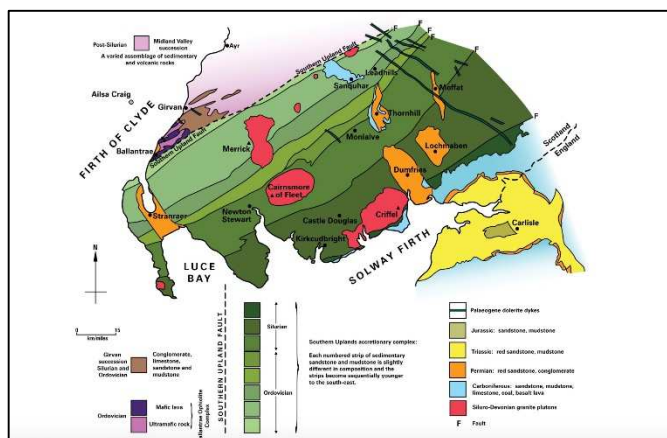 Post-Silurian
Midland Valley
succession
A varied assemblage of sedimentary
and volcanic rocks
Ayr
Southern Upland Fault
F
F
F
F
Leadhills
Sanquhar
Moffat
Ailsa Craig
Girvan
Thornhill
FIRTH OF CLYDE
Southern Upland Fault
Ballantrae
Merrick
Moniaive
Lochmaben
Scotland
England
Dumfries
Cairnsmore
of Fleet
Stranraer
Newton
Stewart
Castle Douglas
Criffel
Carlisle
Kirkcudbright
N
LUCE
BAY
SOLWAY FIRTH
0
15
km/miles
SOUTHERN UPLAND FAULT
Silurian
Ordovician
Southern Uplands accretionary complex:
Each numbered strip of sedimentary
sandstone and mudstone is slightly
different in composition and the
strips become sequentially younger
to the south-east.
Girvan
succession
Silurian and
Ordovician
Conglomerate,
limestone,
sandstone and
mudstone
Ordovician
Mafic lava
Ultramafic rock
Ballantrae Ophiolite
Complex
Palaeogene dolerite dykes
Jurassic: sandstone, mudstone
Triassic: red sandstone, mudstone
Permian: red sandstone, conglomerate
Carboniferous: sandstone, mudstone,
limestone, coal, basalt lava
Siluro-Devonian granite plutons
F Fault